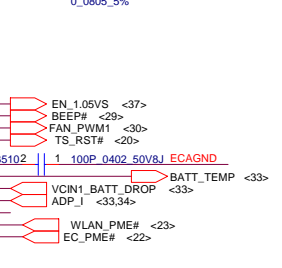 0_0805_5%
EN_1.05VS <37>
BEEP# <29>
FAN_PWM1 <30>
TS_RST# <20>
6510 2 1 100P_0402_50V8J ECAGND
BATT_TEMP <33>
VCIN1_BATT_DROP <33>
ADP_I <33,34>
WLAN_PME# <23>
EC_PME# <22>